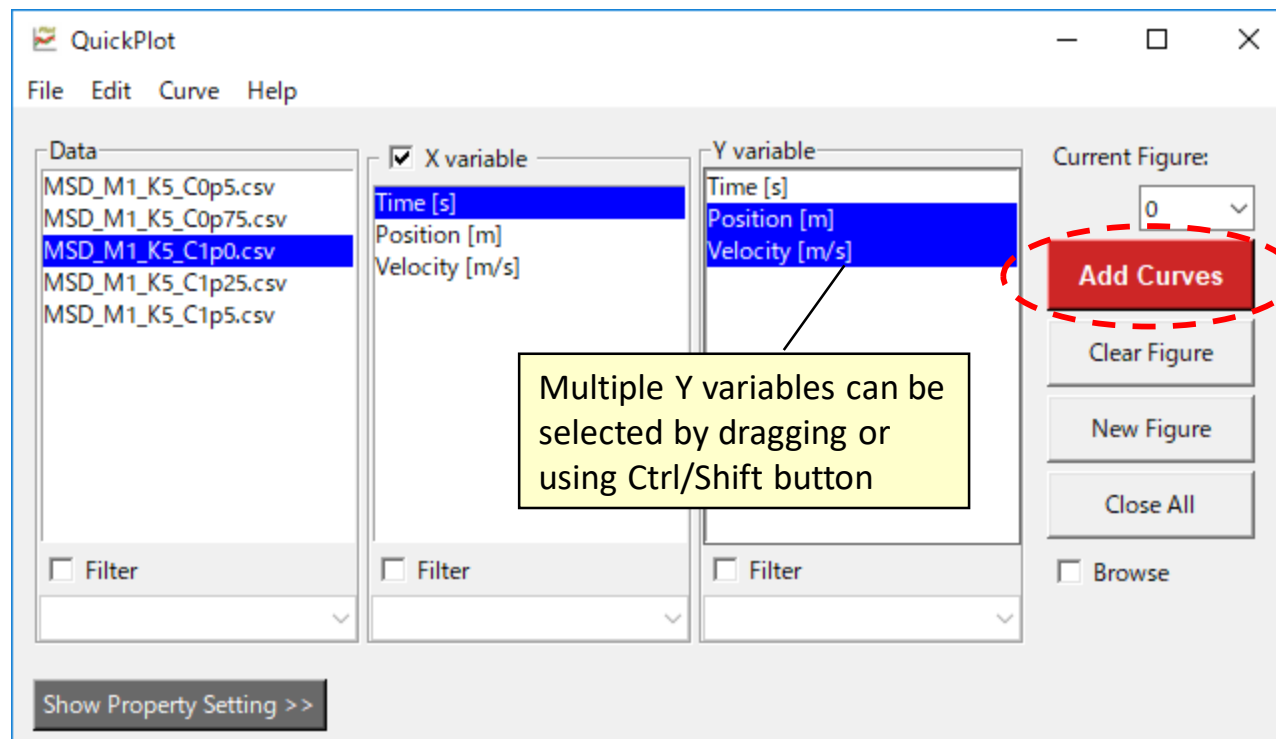 QuickPlot
File Edit Curve Help
Data
MSD_M1_K5_C0p5.csv
MSD_M1_K5_C0p75.csv
MSD_M1_K5_C1p0.csv
MSD_M1_K5_C1p25.csv
MSD_M1_K5_C1p5.csv
Filter
X variable
Time [s]
Position [m]
Velocity [m/s]
Filter
Y variable
Time [s]
Position [m]
Velocity [m/s]
Multiple Y variables can be
selected by dragging or
using Ctrl/Shift button
Filter
Current Figure:
0
Add Curves
Clear Figure
New Figure
Close All
Browse
Show Property Setting >>